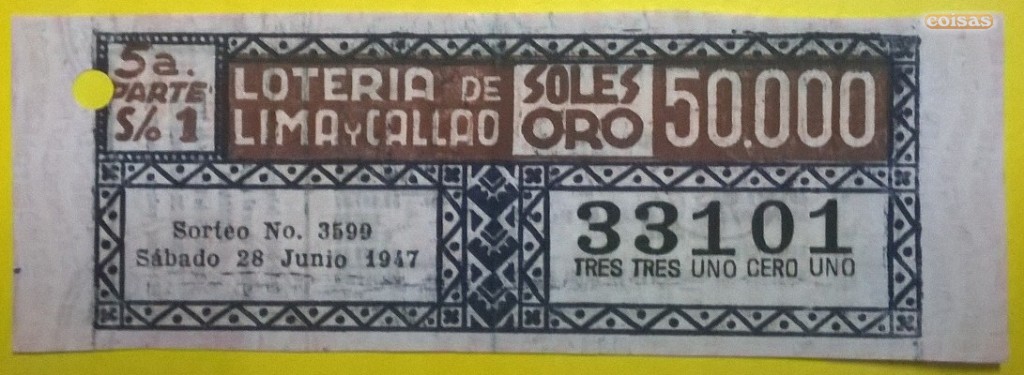 coisas
5a.
PARTE
S/o 1
LOTERIA DE
LIMA Y CALLAO
SOLES
ORO
50.000
Sorteo No. 3599
Sábado 28 Junio 1947
33101
TRES TRES UNO CERO UNO